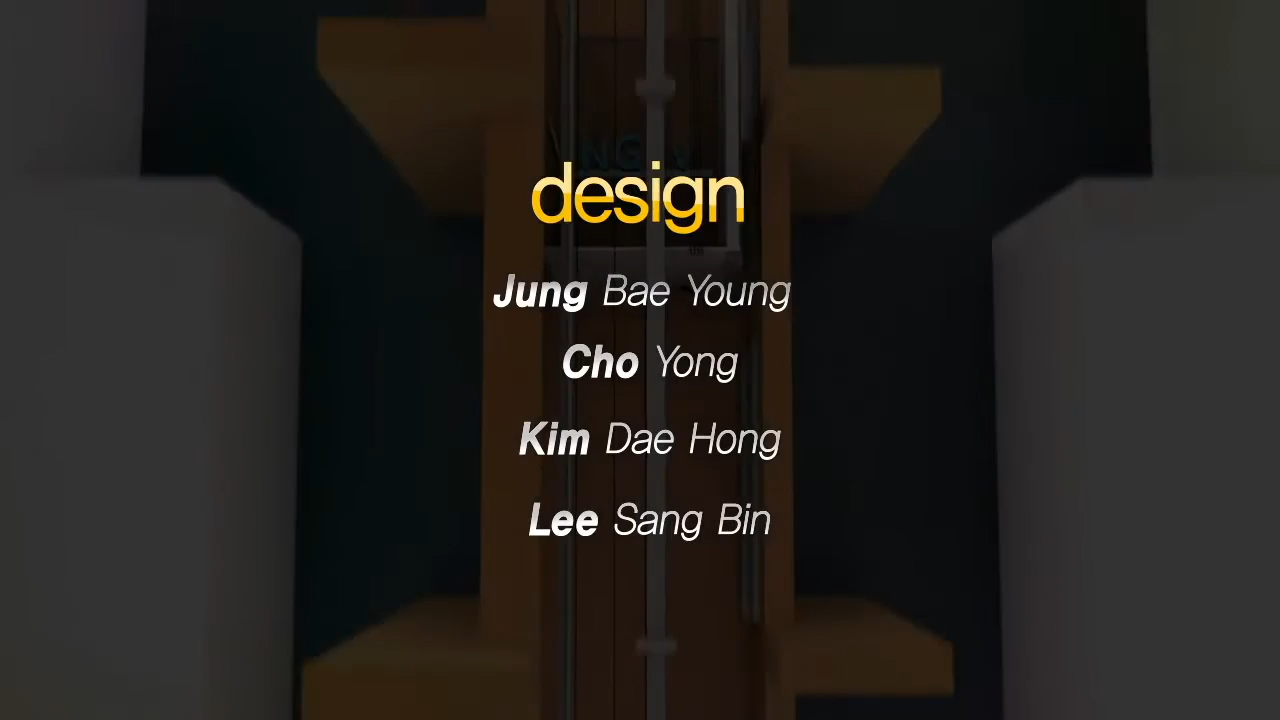 design
Jung Bae Young
Cho Yong
Kim Dae Hong
Lee Sang Bin